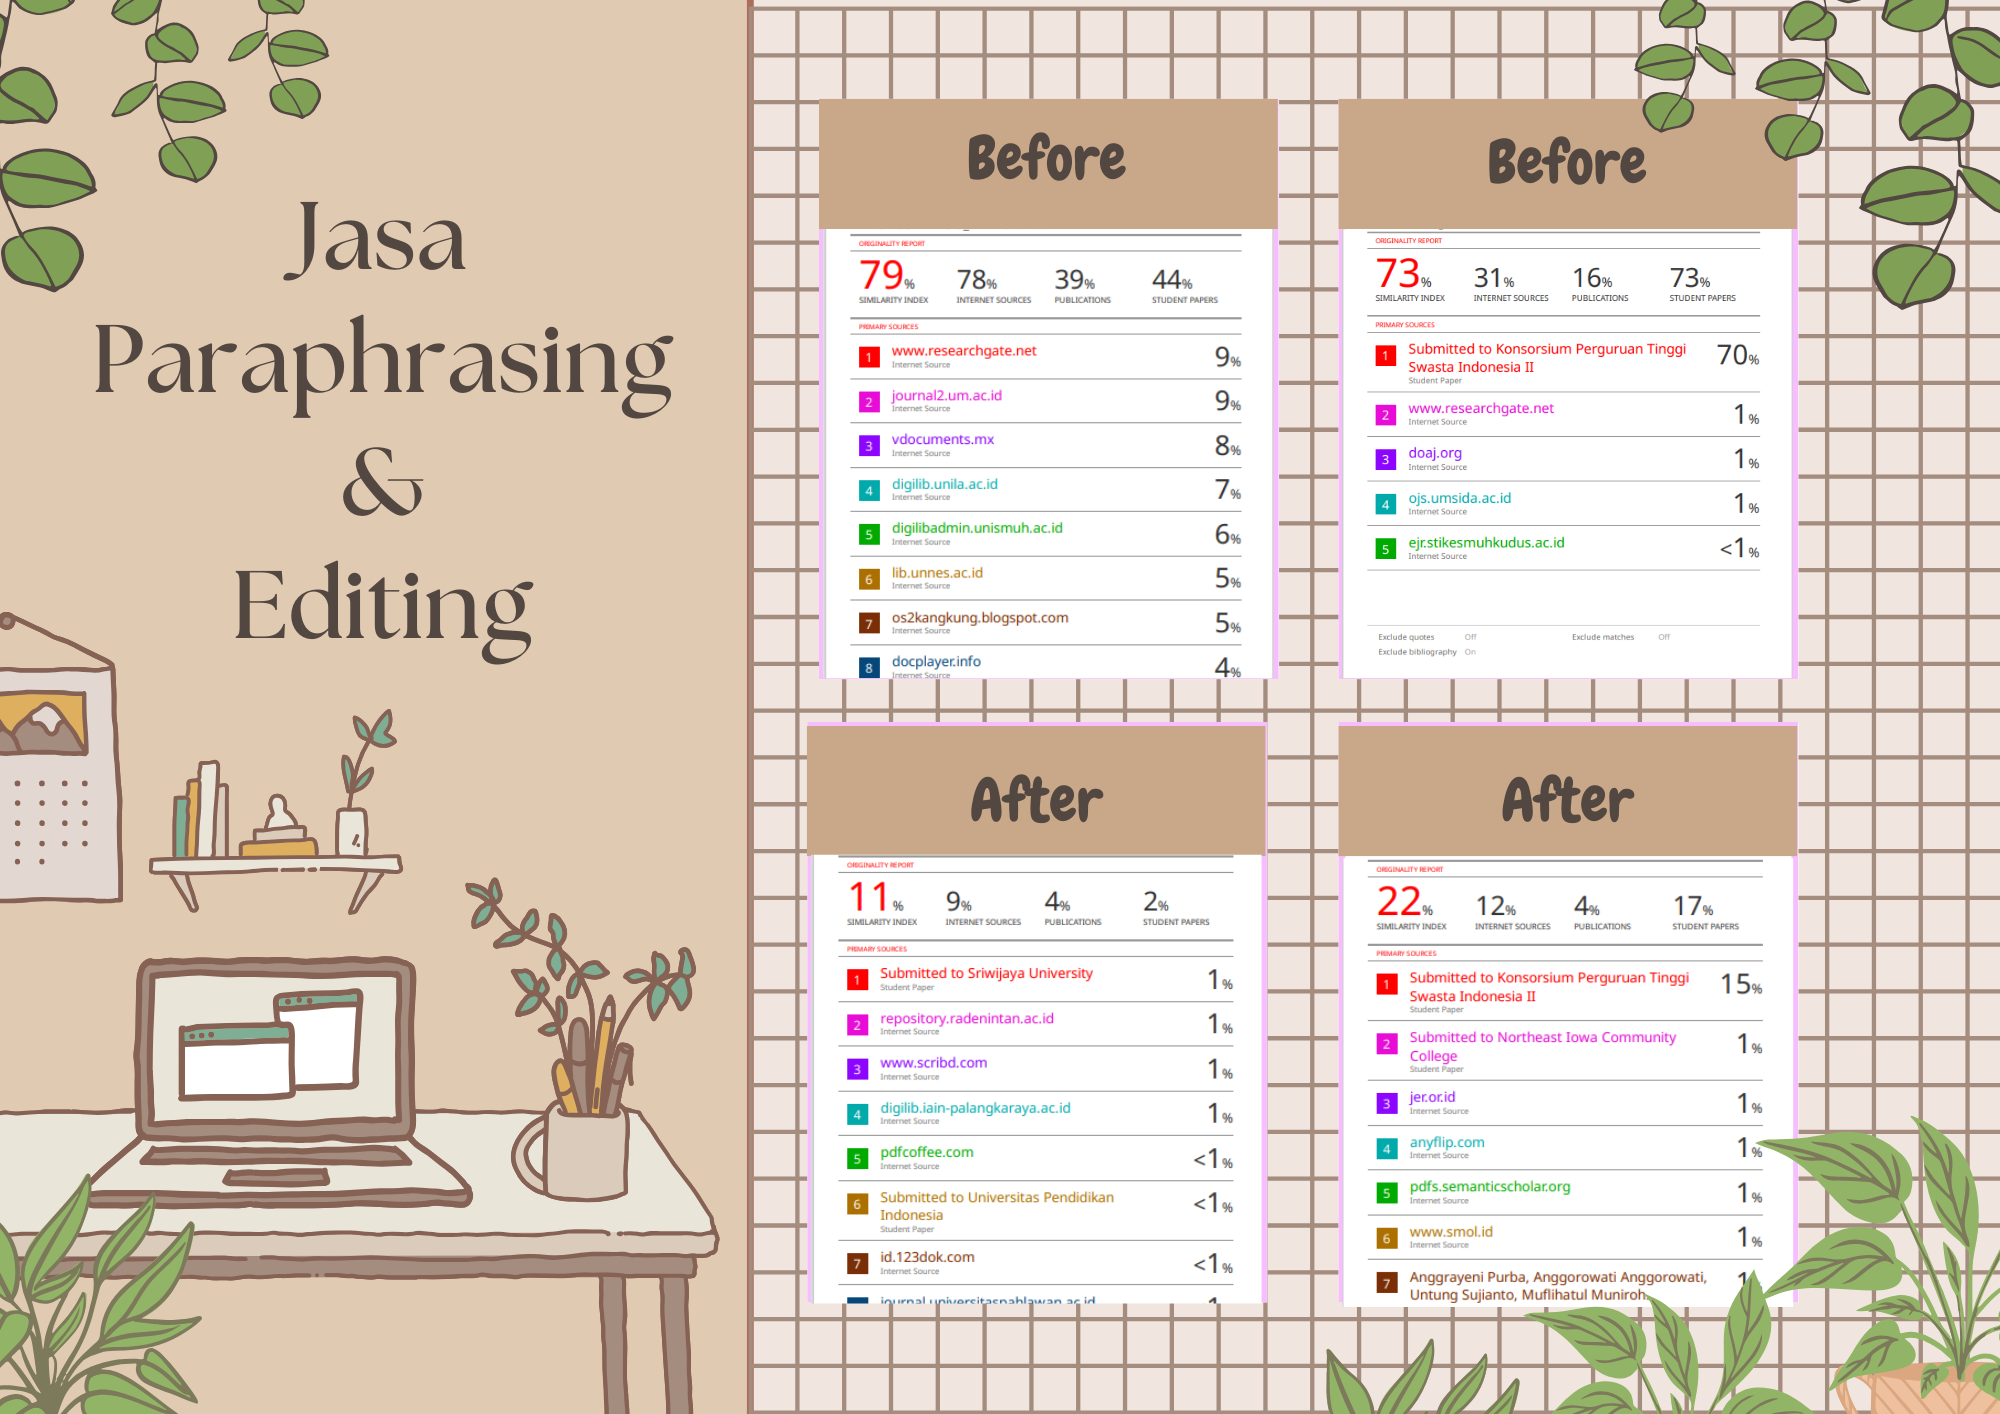 Jasa
Paraphrasing
&
Editing
Before
ORIGINALITY REPORT
79% 78% 39% 44%
SIMILARITY INDEX INTERNET SOURCES PUBLICATIONS STUDENT PAPERS
PRIMARY SOURCES
1 www.researchgate.net 9%
Internet Source
2 journal2.um.ac.id 9%
Internet Source
3 vdocuments.mx 8%
Internet Source
4 digilib.unila.ac.id 7%
Internet Source
5 digilibadmin.unismuh.ac.id 6%
Internet Source
6 lib.unnes.ac.id 5%
Internet Source
7 os2kangkung.blogspot.com 5%
Internet Source
8 docplayer.info 4%
Internet Source
Before
ORIGINALITY REPORT
73% 31% 16% 73%
SIMILARITY INDEX INTERNET SOURCES PUBLICATIONS STUDENT PAPERS
PRIMARY SOURCES
1 Submitted to Konsorsium Perguruan Tinggi 70%
Swasta Indonesia II
Student Paper
2 www.researchgate.net 1%
Internet Source
3 doaj.org 1%
Internet Source
4 ojs.umsida.ac.id 1%
Internet Source
5 ejr.stikesmuhkudus.ac.id <1%
Internet Source
Exclude quotes Off Exclude matches Off
Exclude bibliography On
After
ORIGINALITY REPORT
11% 9% 4% 2%
SIMILARITY INDEX INTERNET SOURCES PUBLICATIONS STUDENT PAPERS
PRIMARY SOURCES
1 Submitted to Sriwijaya University 1%
Student Paper
2 repository.radenintan.ac.id 1%
Internet Source
3 www.scribd.com 1%
Internet Source
4 digilib.iain-palangkaraya.ac.id 1%
Internet Source
5 pdfcoffee.com <1%
Internet Source
6 Submitted to Universitas Pendidikan <1%
Indonesia
Student Paper
7 id.123dok.com <1%
Internet Source
journal.universitaspahlawan.ac.id
After
ORIGINALITY REPORT
22% 12% 4% 17%
SIMILARITY INDEX INTERNET SOURCES PUBLICATIONS STUDENT PAPERS
PRIMARY SOURCES
1 Submitted to Konsorsium Perguruan Tinggi 15%
Swasta Indonesia II
Student Paper
2 Submitted to Northeast Iowa Community 1%
College
Student Paper
3 jer.or.id 1%
Internet Source
4 anyflip.com 1%
Internet Source
5 pdfs.semanticscholar.org 1%
Internet Source
6 www.smol.id 1%
Internet Source
7 Anggrayeni Purba, Anggorowati Anggorowati,
Untung Sujianto, Muflihatul Muniroh.